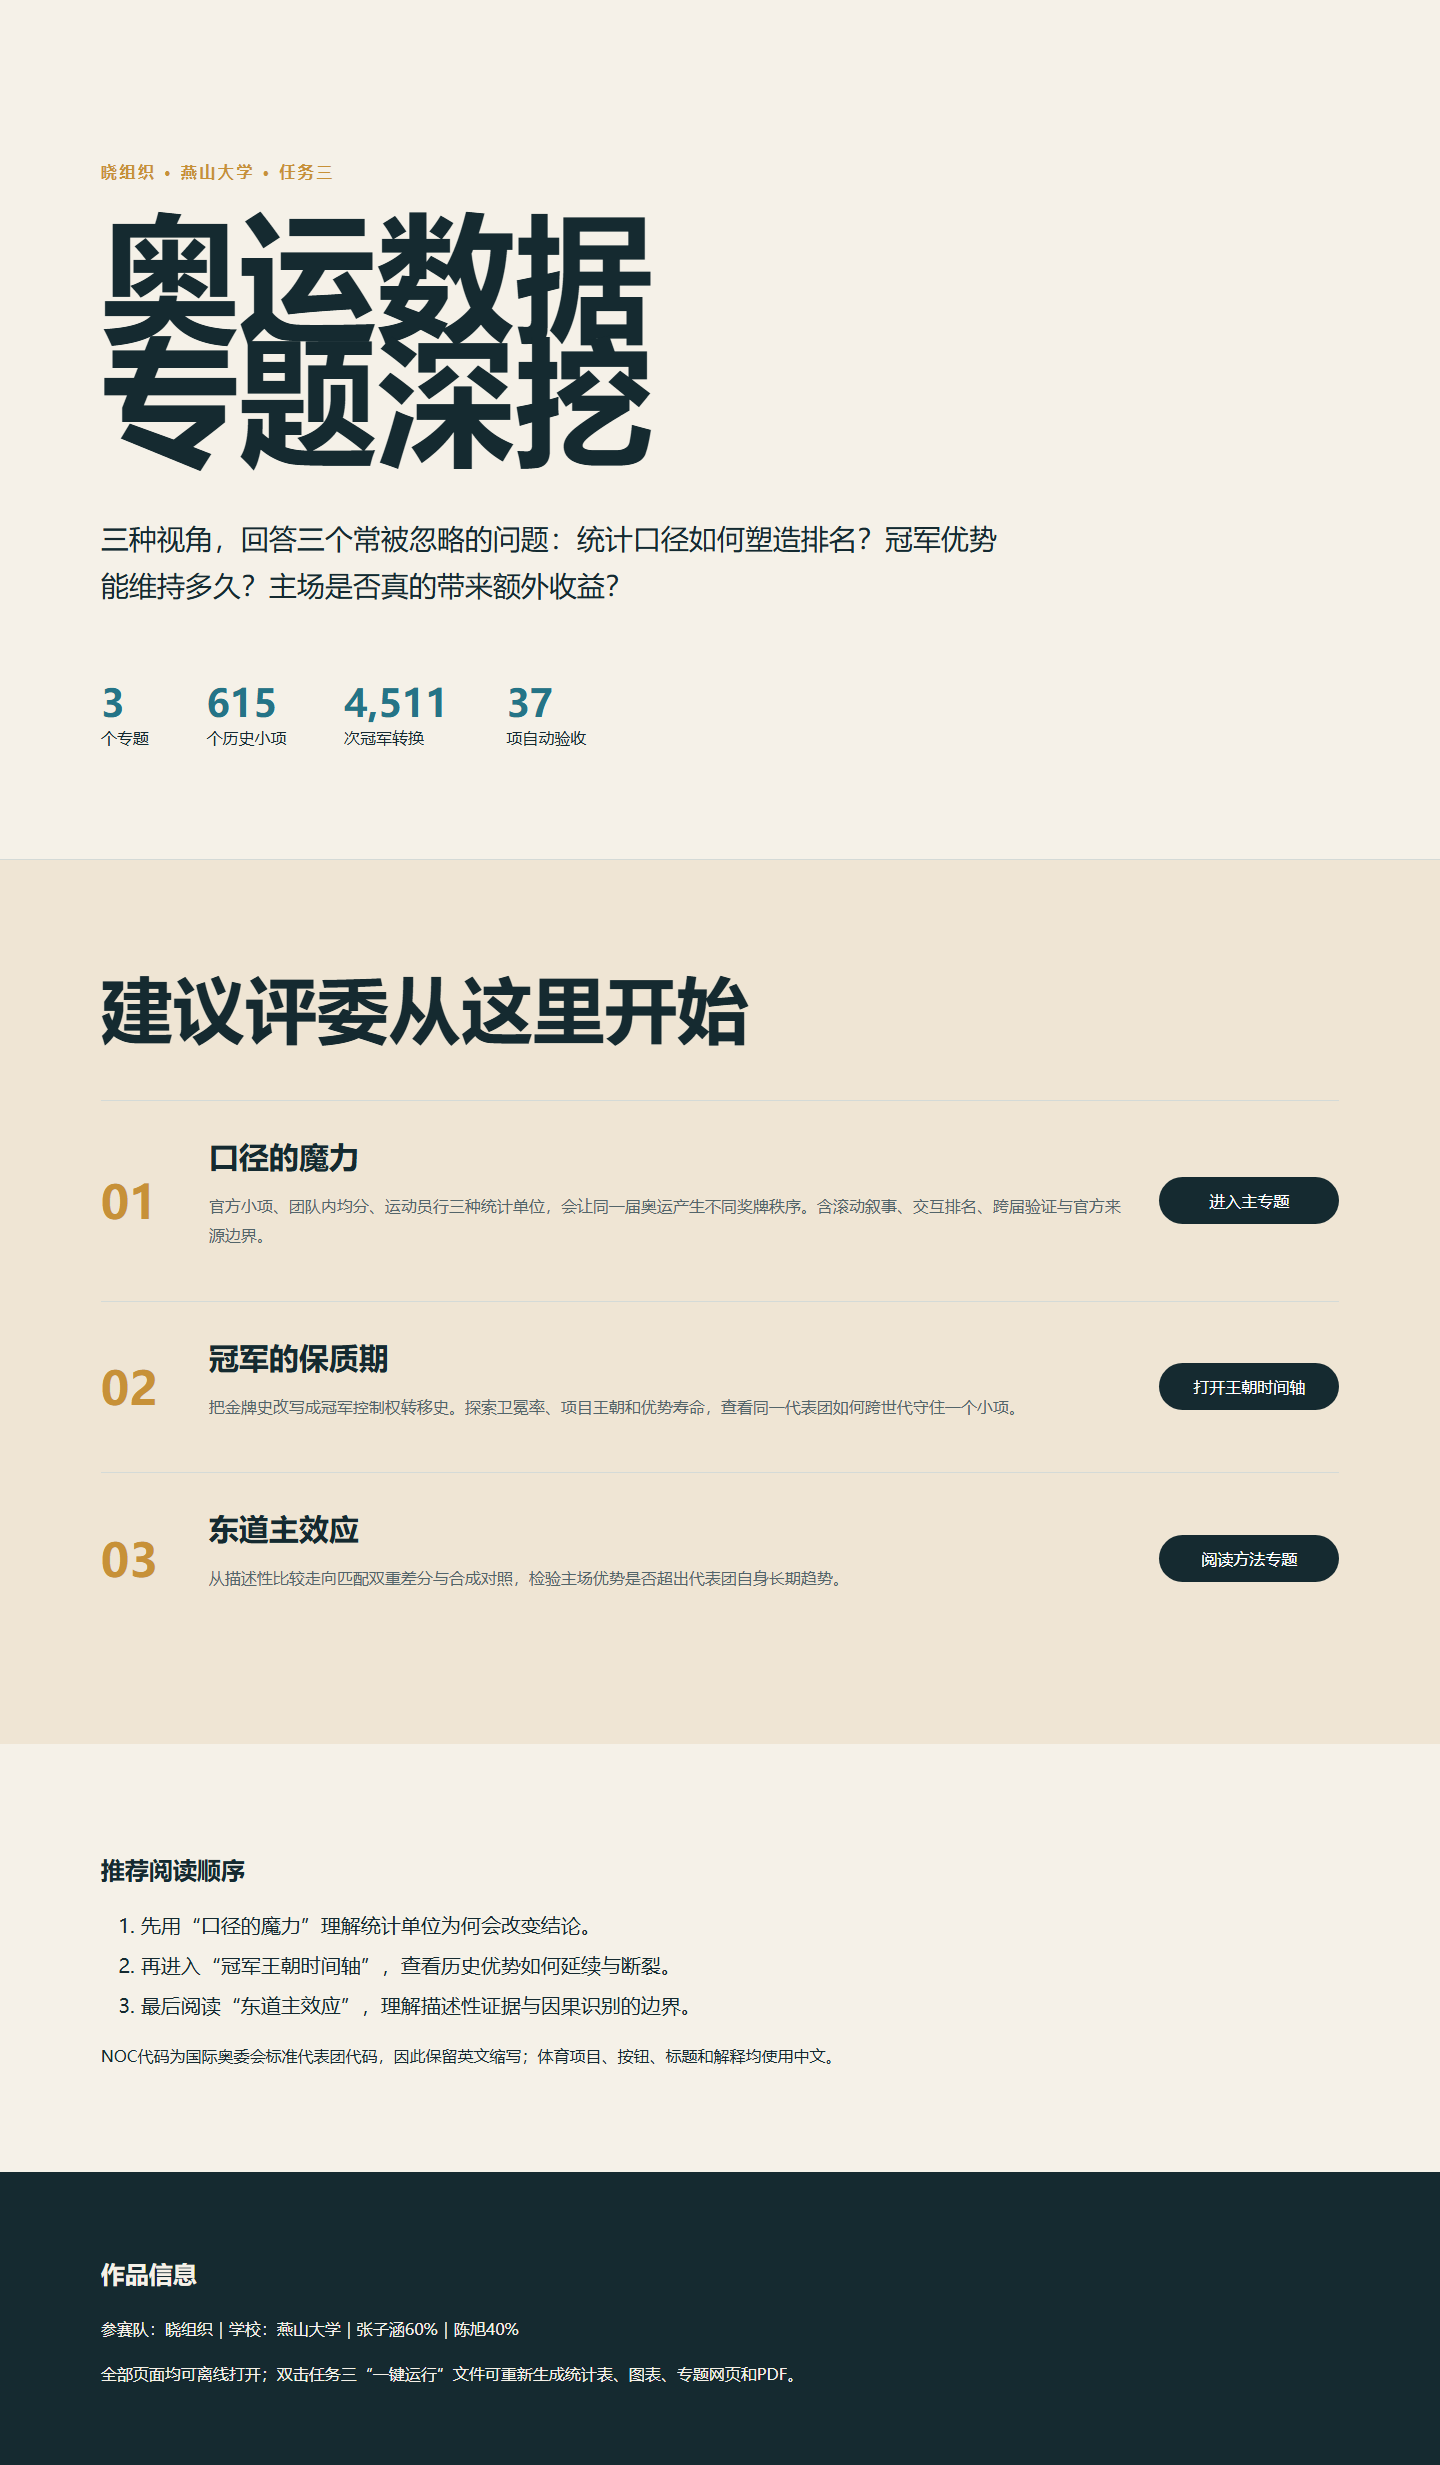 晓组织 • 燕山大学 • 任务三
奥运数据
专题深挖
三种视角，回答三个常被忽略的问题：统计口径如何塑造排名？冠军优势
能维持多久？主场是否真的带来额外收益？
3
个专题
615
个历史小项
4,511
次冠军转换
37
项自动验收
建议评委从这里开始
01
口径的魔力
官方小项、团队内均分、运动员行三种统计单位，会让同一届奥运产生不同奖牌秩序。含滚动叙事、交互排名、跨届验证与官方来
源边界。
进入主专题
02
冠军的保质期
把金牌史改写成冠军控制权转移史。探索卫冕率、项目王朝和优势寿命，查看同一代表团如何跨世代守住一个小项。
打开王朝时间轴
03
东道主效应
从描述性比较走向匹配双重差分与合成对照，检验主场优势是否超出代表团自身长期趋势。
阅读方法专题
推荐阅读顺序
1. 先用“口径的魔力”理解统计单位为何会改变结论。
2. 再进入“冠军王朝时间轴”，查看历史优势如何延续与断裂。
3. 最后阅读“东道主效应”，理解描述性证据与因果识别的边界。
NOC代码为国际奥委会标准代表团代码，因此保留英文缩写；体育项目、按钮、标题和解释均使用中文。
作品信息
参赛队：晓组织 | 学校：燕山大学 | 张子涵60% | 陈旭40%
全部页面均可离线打开；双击任务三“一键运行”文件可重新生成统计表、图表、专题网页和PDF。